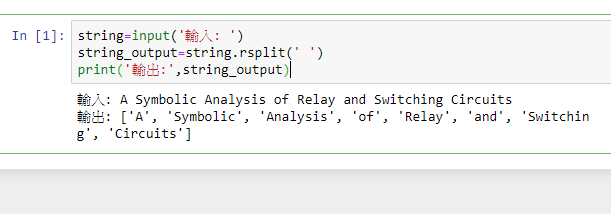 In [1]: string=input('輸入: ')
string_output=string.rsplit(' ')
print('輸出:',string_output)
輸入: A Symbolic Analysis of Relay and Switching Circuits
輸出: ['A', 'Symbolic', 'Analysis', 'of', 'Relay', 'and', 'Switchin
g', 'Circuits']